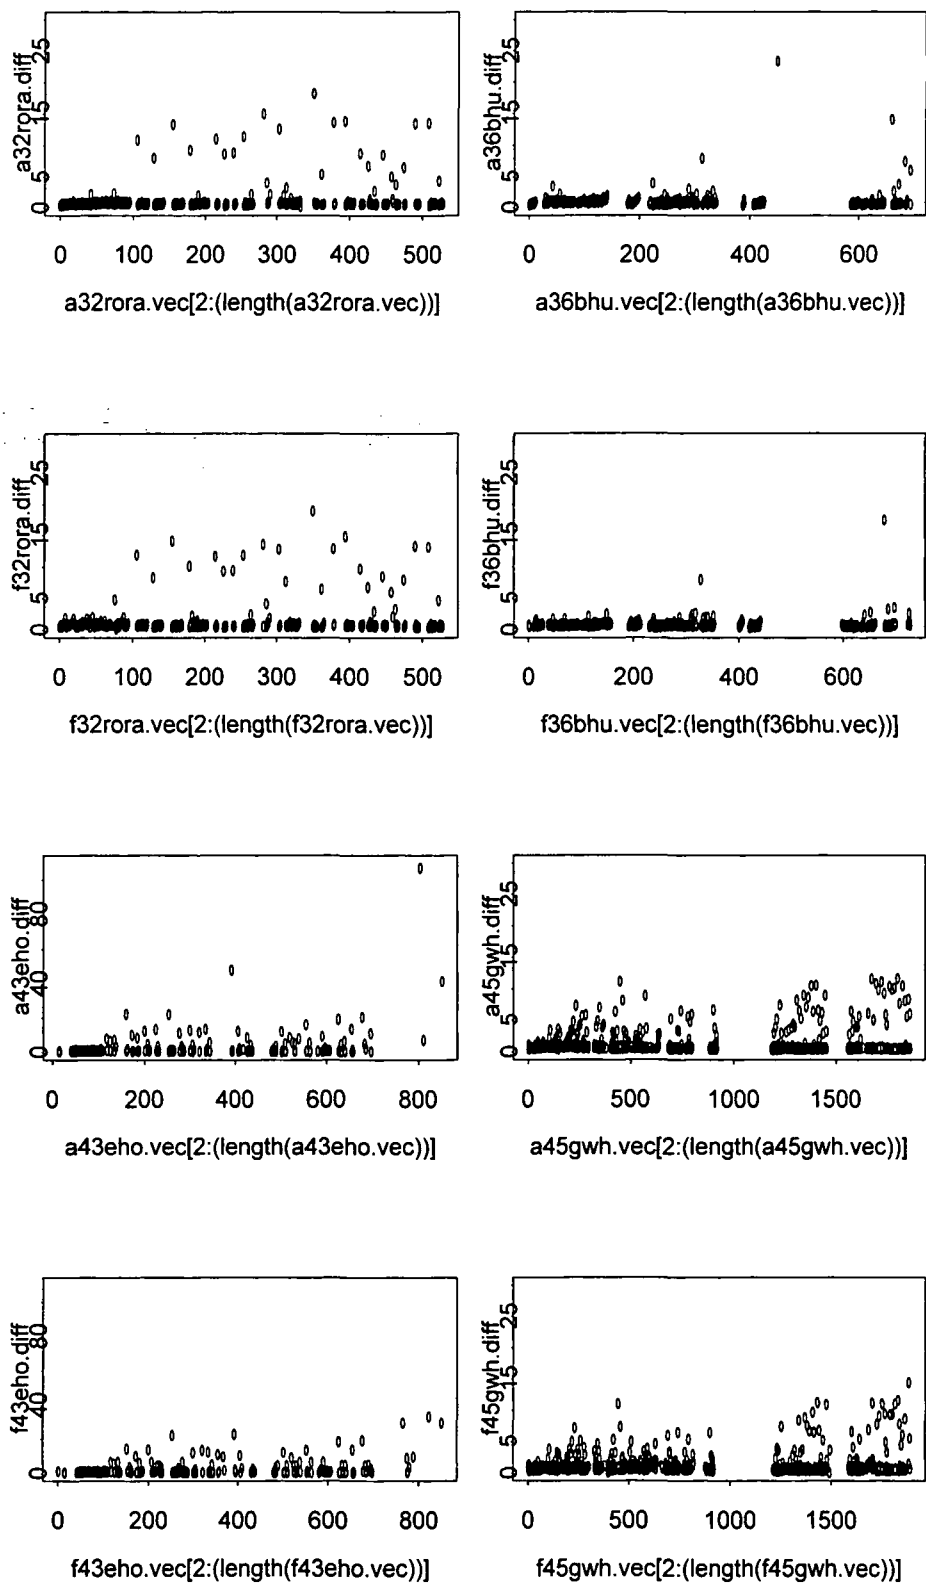 a32rora.diff
0 5 15 25
0 100 200 300 400 500
a32rora.vec[2:(length(a32rora.vec))]
a36bhu.diff
0 5 15 25
0 200 400 600
a36bhu.vec[2:(length(a36bhu.vec))]
f32rora.diff
0 5 15 25
0 100 200 300 400 500
f32rora.vec[2:(length(f32rora.vec))]
f36bhu.diff
0 5 15 25
0 200 400 600
f36bhu.vec[2:(length(f36bhu.vec))]
a43eho.diff
0 40 80
0 200 400 600 800
a43eho.vec[2:(length(a43eho.vec))]
a45gwh.diff
0 5 15 25
0 500 1000 1500
a45gwh.vec[2:(length(a45gwh.vec))]
f43eho.diff
0 40 80
0 200 400 600 800
f43eho.vec[2:(length(f43eho.vec))]
f45gwh.diff
0 5 15 25
0 500 1000 1500
f45gwh.vec[2:(length(f45gwh.vec))]